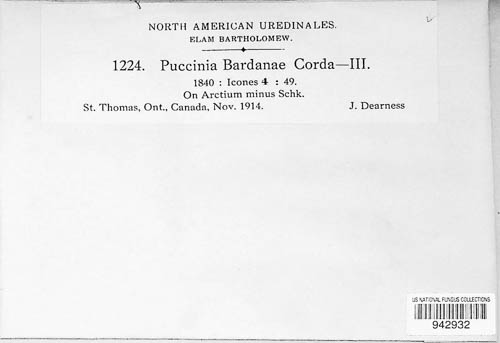 NORTH AMERICAN UREDINALES.
ELAM BARTHOLOMEW.
1224. Puccinia Bardanae Corda—III.
1840 : Icones 4 : 49.
On Arctium minus Schk.
St. Thomas, Ont., Canada, Nov. 1914. J. Dearness
US NATIONAL FUNGUS COLLECTIONS
942932